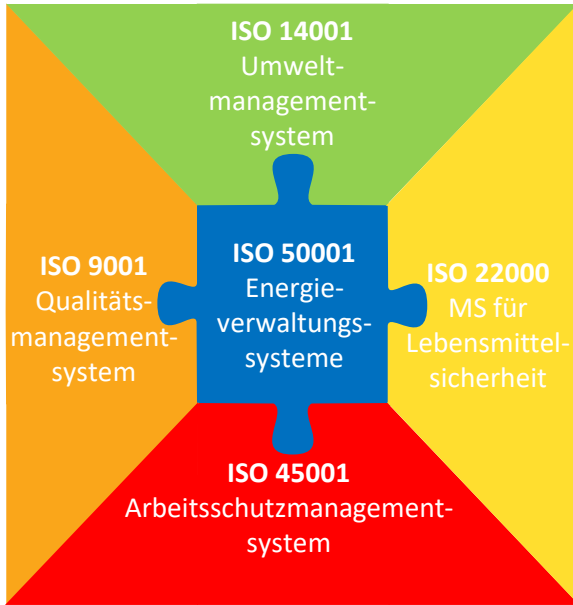 ISO 14001
Umwelt-
management-
system
ISO 9001
Qualitäts-
management-
system
ISO 50001
Energie-
verwaltungs-
systeme
ISO 22000
MS für
Lebensmittel-
sicherheit
ISO 45001
Arbeitsschutzmanagement-
system